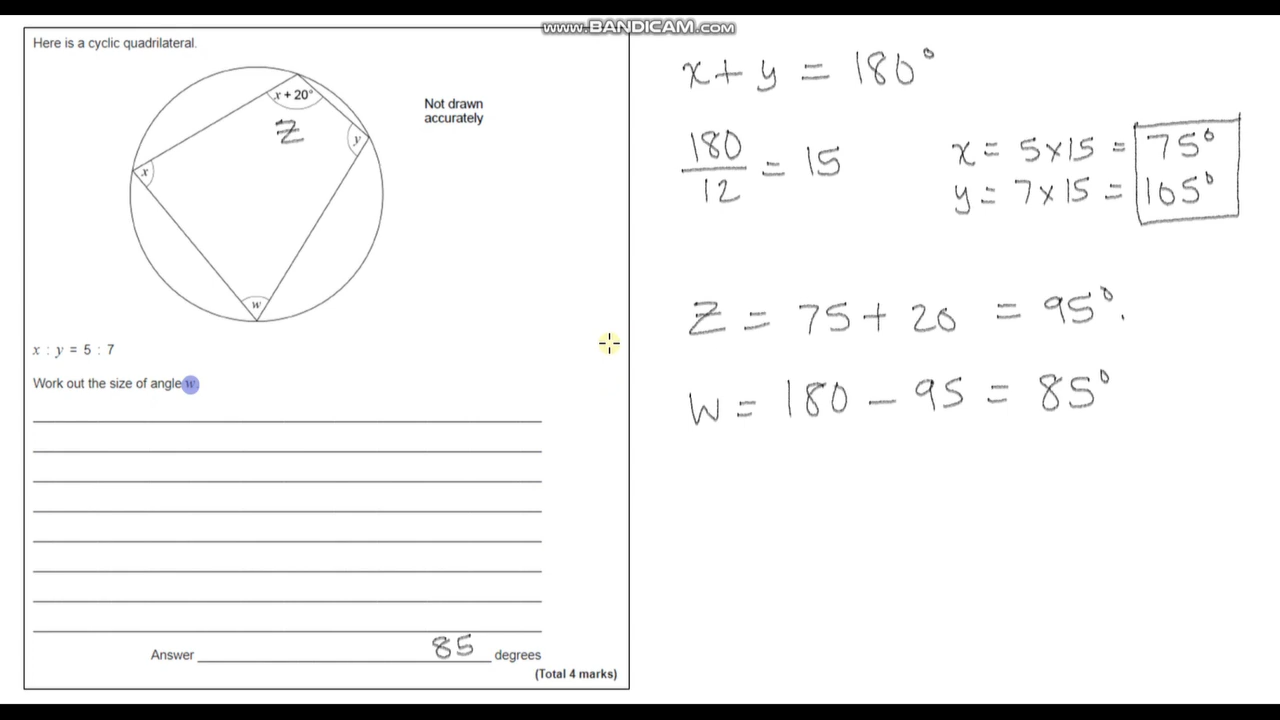 www.BANDICAM.com
Here is a cyclic quadrilateral.
x + 20°
Z
y
x
w
Not drawn
accurately
x : y = 5 : 7
Work out the size of angle w.
85
Answer degrees
(Total 4 marks)
x + y = 180°
180/12 = 15
x = 5 × 15 = 75°
y = 7 × 15 = 105°
Z = 75 + 20 = 95°.
W = 180 - 95 = 85°